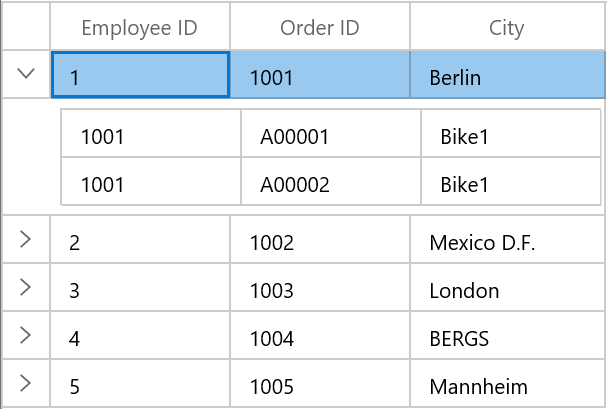 Employee ID Order ID City
1 1001 Berlin
1001 A00001 Bike1
1001 A00002 Bike1
2 1002 Mexico D.F.
3 1003 London
4 1004 BERGS
5 1005 Mannheim